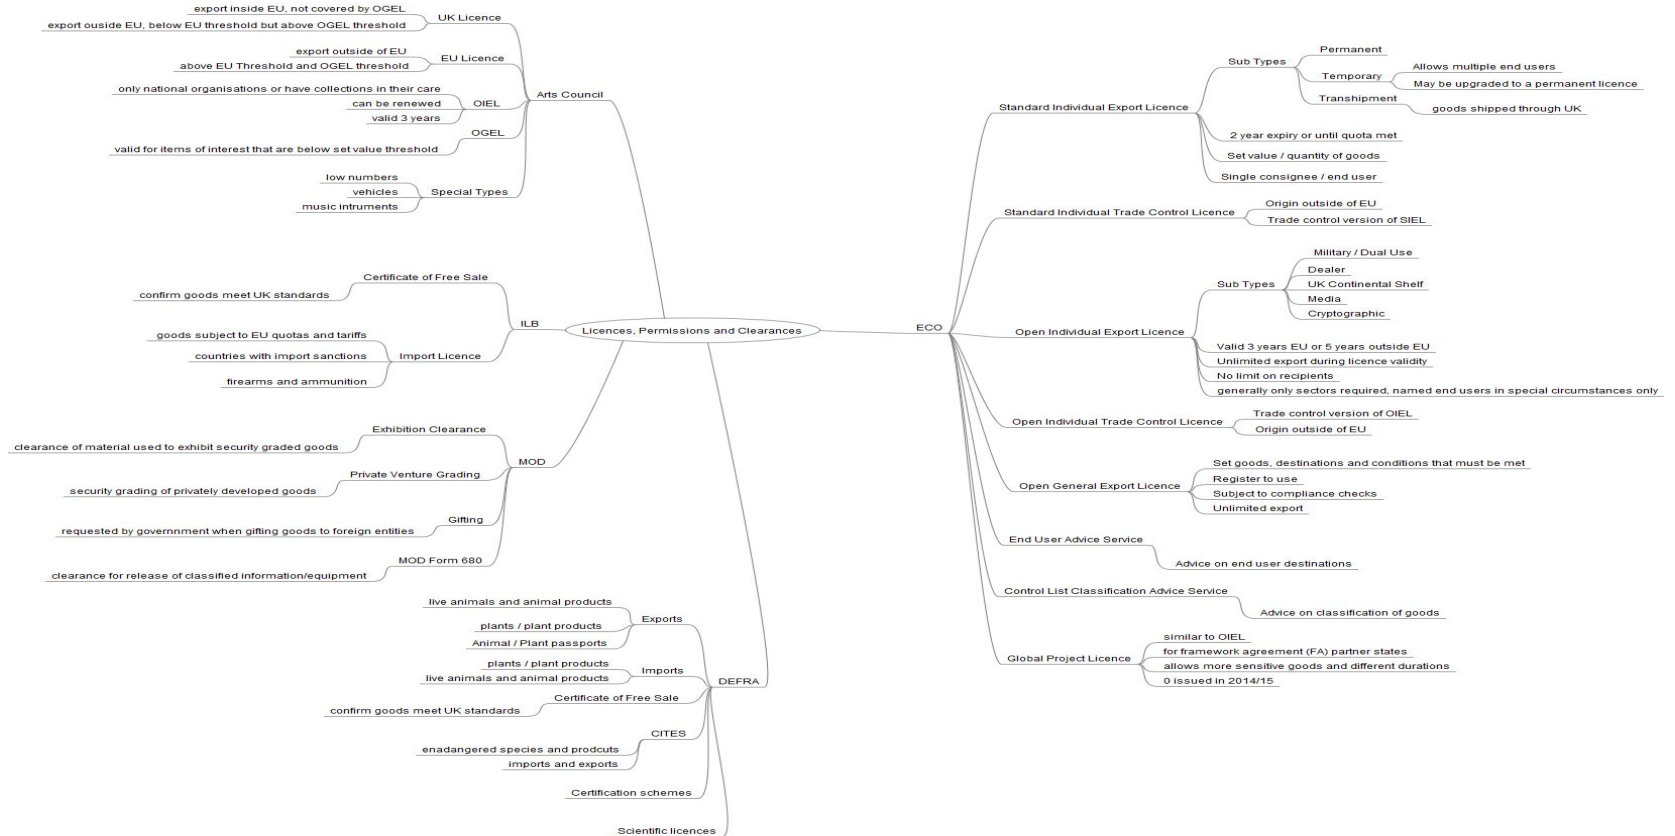 export inside EU, not covered by OGEL
export ouside EU, below EU threshold but above OGEL threshold
UK Licence
export outside of EU
above EU Threshold and OGEL threshold
EU Licence
only national organisations or have collections in their care
can be renewed
valid 3 years
OIEL
OGEL
valid for items of interest that are below set value threshold
low numbers
vehicles
music intruments
Special Types
Arts Council
Certificate of Free Sale
confirm goods meet UK standards
goods subject to EU quotas and tariffs
countries with import sanctions
firearms and ammunition
Import Licence
ILB
Licences, Permissions and Clearances
Exhibition Clearance
clearance of material used to exhibit security graded goods
Private Venture Grading
security grading of privately developed goods
Gifting
requested by governnment when gifting goods to foreign entities
MOD Form 680
clearance for release of classified information/equipment
MOD
live animals and animal products
plants / plant products
Animal / Plant passports
Exports
plants / plant products
live animals and animal products
Imports
Certificate of Free Sale
confirm goods meet UK standards
CITES
enadangered species and prodcuts
imports and exports
Certification schemes
Scientific licences
DEFRA
ECO
Standard Individual Export Licence
Sub Types
Permanent
Temporary
Allows multiple end users
May be upgraded to a permanent licence
Transhipment
goods shipped through UK
2 year expiry or until quota met
Set value / quantity of goods
Single consignee / end user
Standard Individual Trade Control Licence
Origin outside of EU
Trade control version of SIEL
Open Individual Export Licence
Sub Types
Military / Dual Use
Dealer
UK Continental Shelf
Media
Cryptographic
Valid 3 years EU or 5 years outside EU
Unlimited export during licence validity
No limit on recipients
generally only sectors required, named end users in special circumstances only
Open Individual Trade Control Licence
Trade control version of OIEL
Origin outside of EU
Open General Export Licence
Set goods, destinations and conditions that must be met
Register to use
Subject to compliance checks
Unlimited export
End User Advice Service
Advice on end user destinations
Control List Classification Advice Service
Advice on classification of goods
Global Project Licence
similar to OIEL
for framework agreement (FA) partner states
allows more sensitive goods and different durations
0 issued in 2014/15